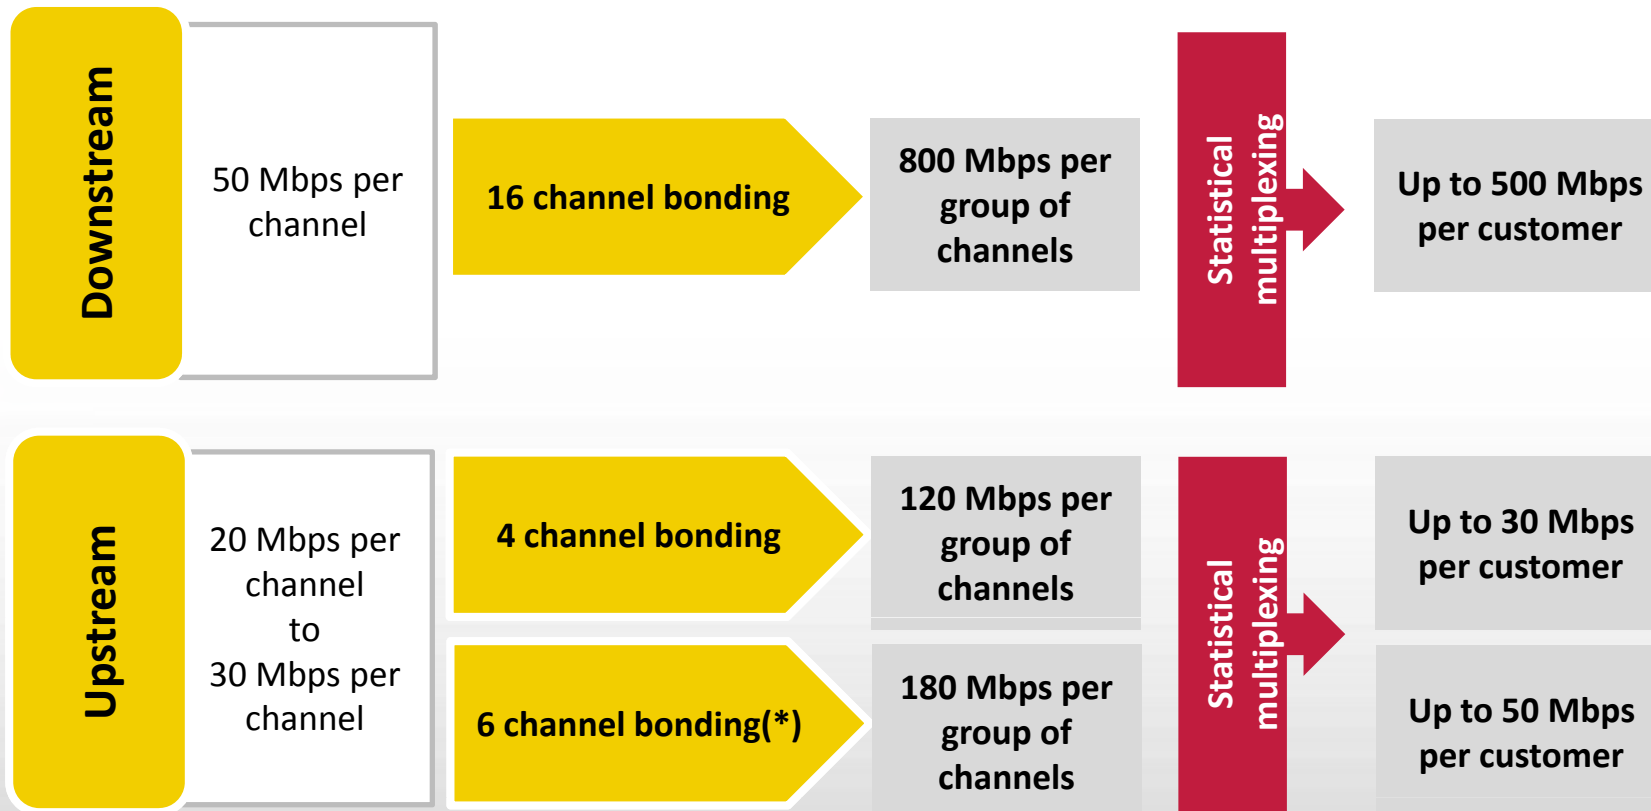 Downstream
50 Mbps per
channel
16 channel bonding
800 Mbps per
group of
channels
Statistical
multiplexing
Up to 500 Mbps
per customer
Upstream
20 Mbps per
channel
to
30 Mbps per
channel
4 channel bonding
120 Mbps per
group of
channels
6 channel bonding(*)
180 Mbps per
group of
channels
Statistical
multiplexing
Up to 30 Mbps
per customer
Up to 50 Mbps
per customer